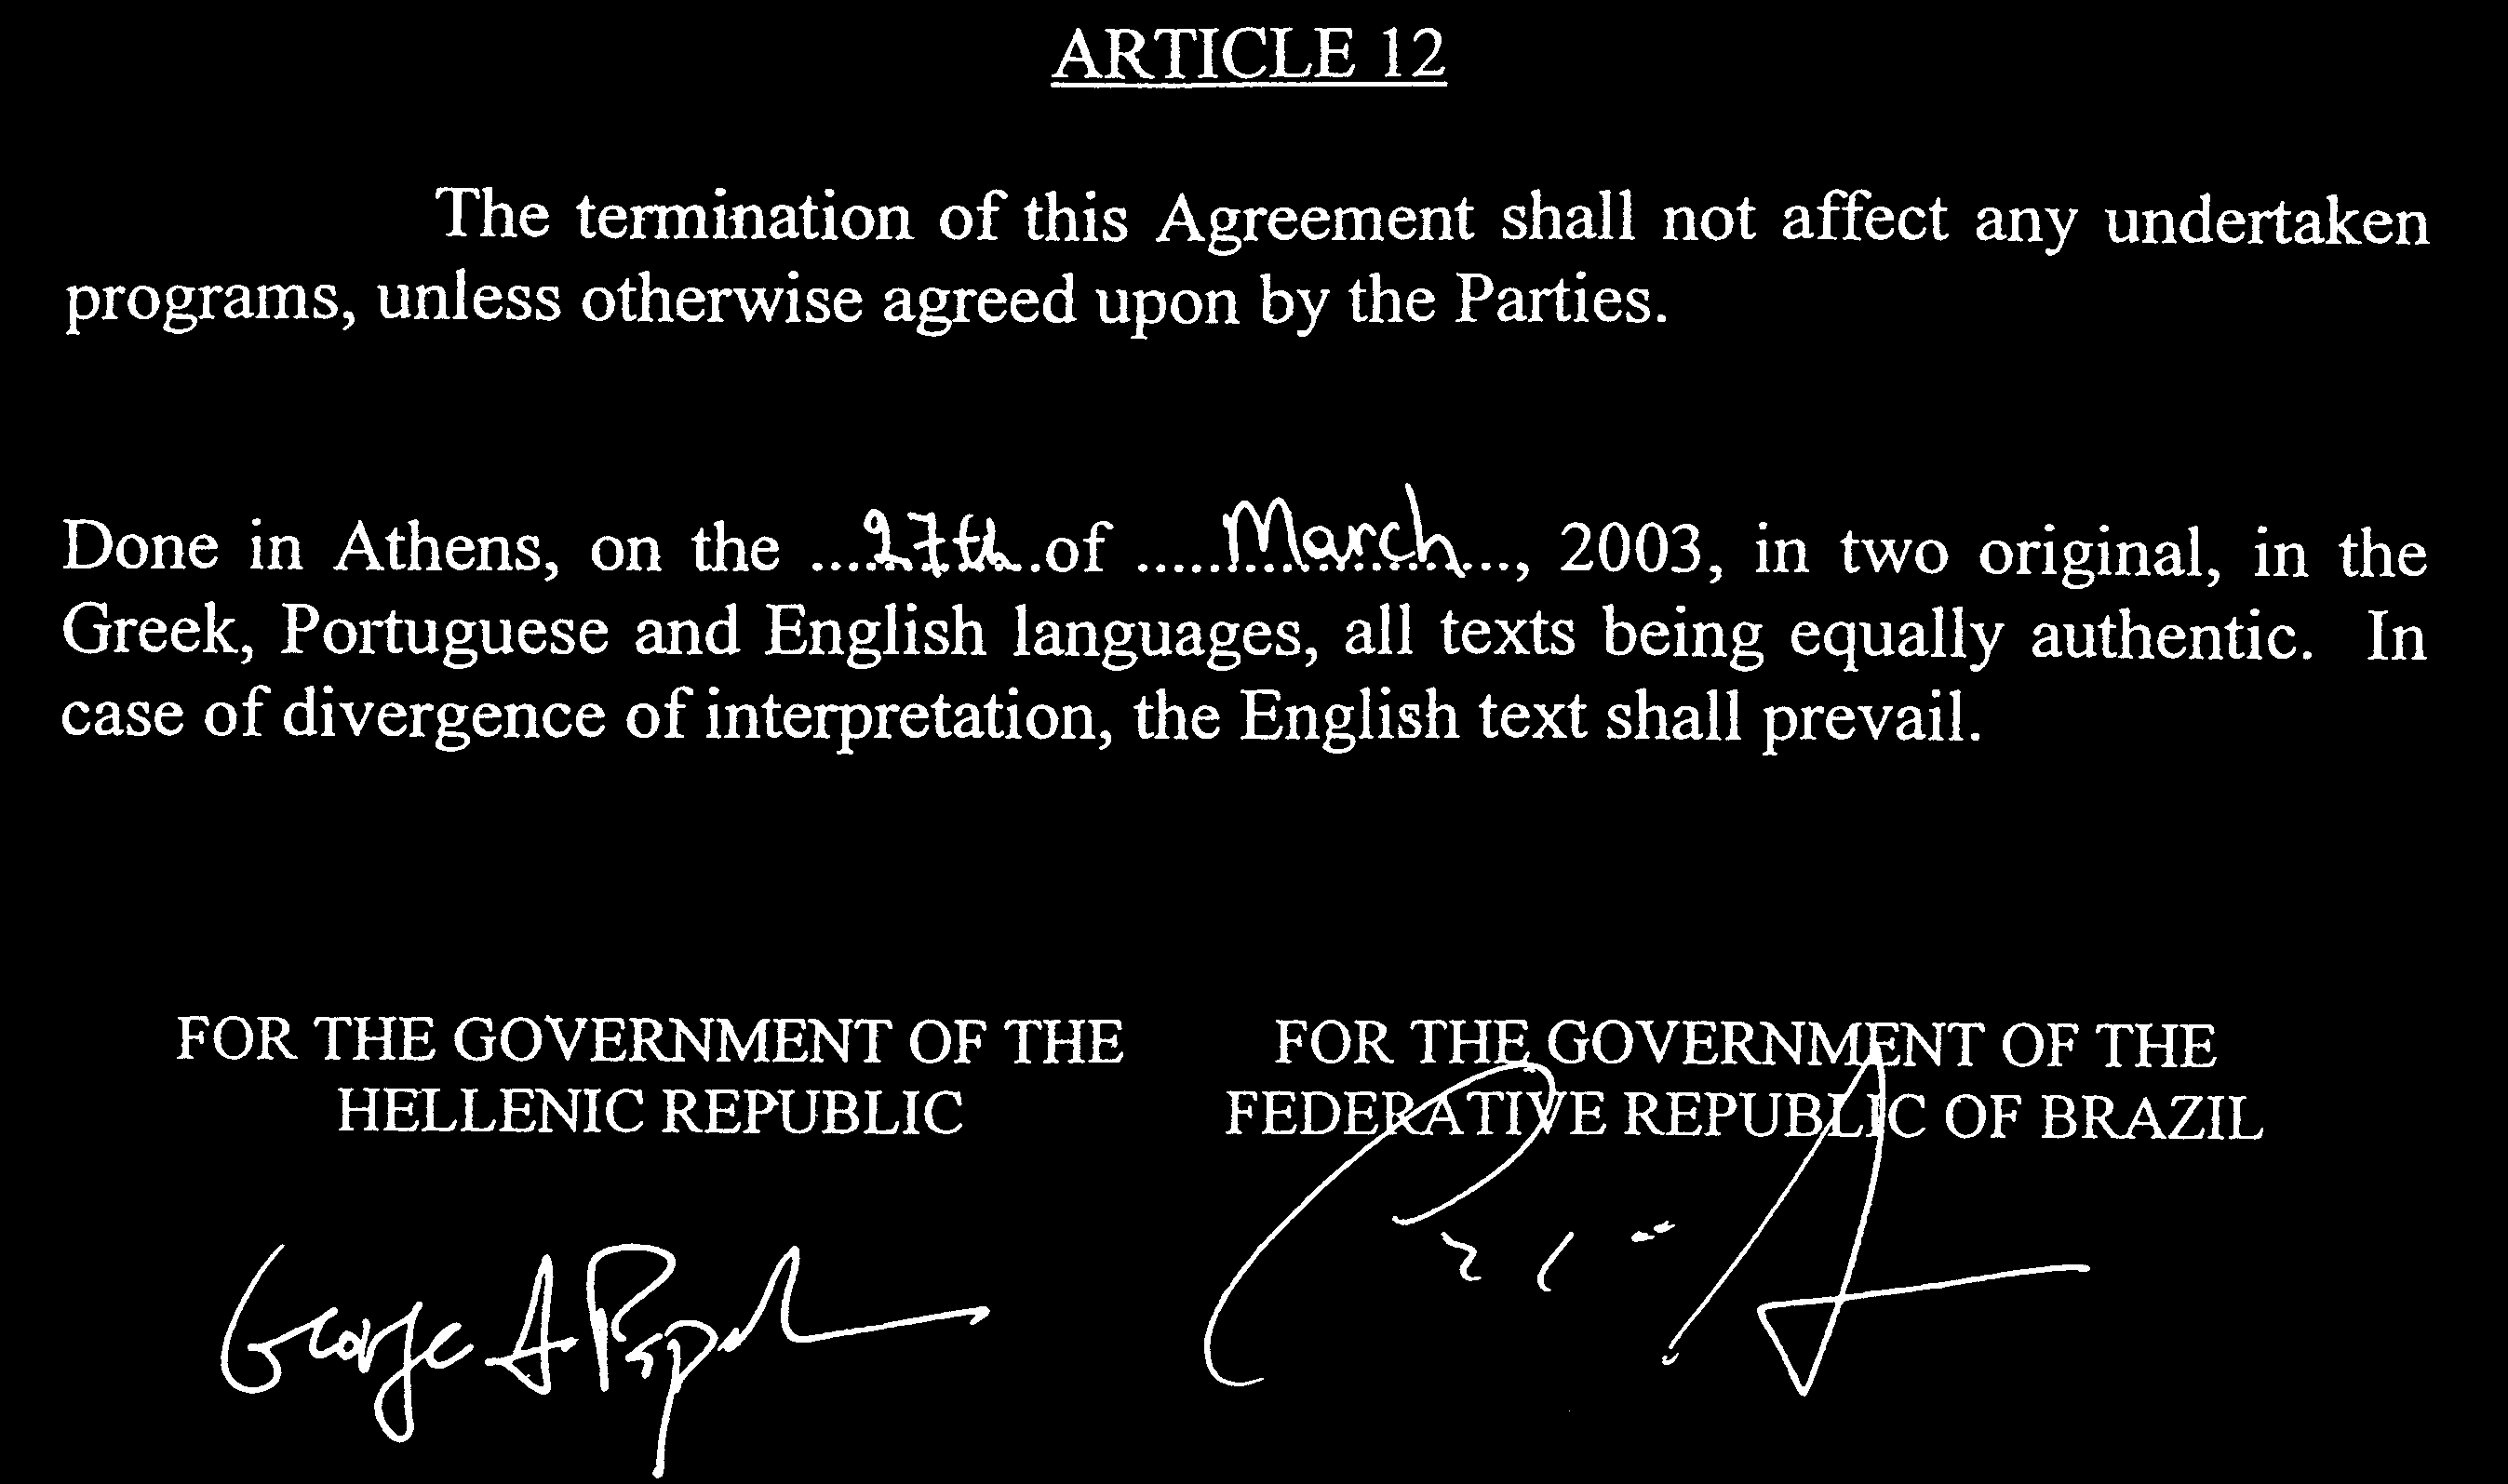 ARTICLE 12
The termination of this Agreement shall not affect any undertaken
programs, unless otherwise agreed upon by the Parties.
Done in Athens, on the ....27th..of .....March...., 2003, in two original, in the
Greek, Portuguese and English languages, all texts being equally authentic. In
case of divergence of interpretation, the English text shall prevail.
FOR THE GOVERNMENT OF THE
HELLENIC REPUBLIC
FOR THE GOVERNMENT OF THE
FEDERATIVE REPUBLIC OF BRAZIL
George A